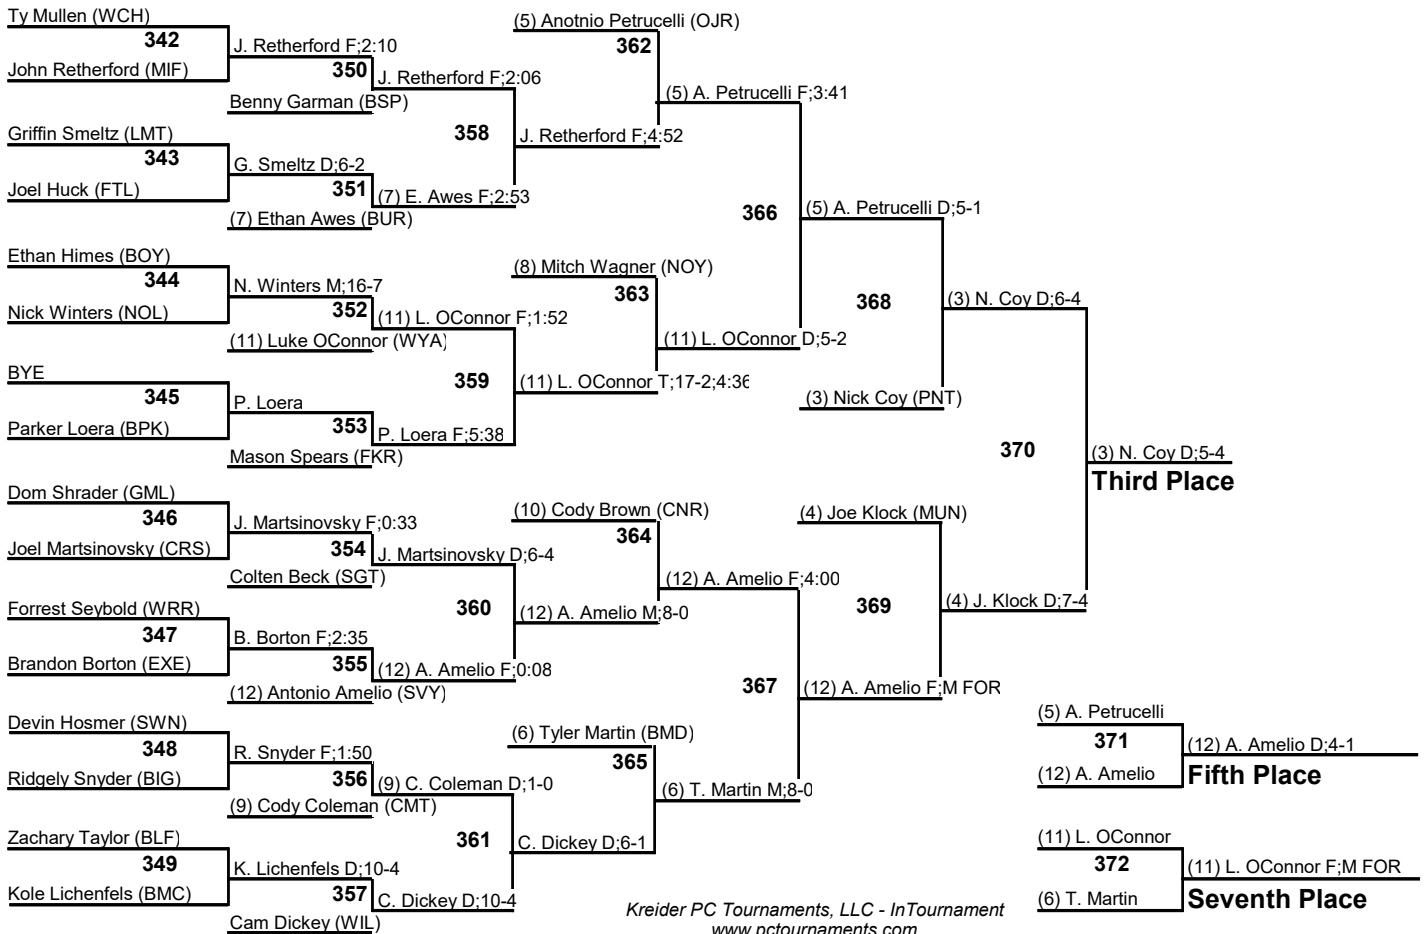 Ty Mullen (WCH)
342
John Retherford (MIF)
J. Retherford F;2:10
350
Benny Garman (BSP)
J. Retherford F;2:06
Griffin Smeltz (LMT)
343
Joel Huck (FTL)
G. Smeltz D;6-2
351
(7) Ethan Awes (BUR)
(7) E. Awes F;2:53
358
J. Retherford F;4:52
(5) Anotnio Petrucelli (OJR)
362
(5) A. Petrucelli F;3:41
Ethan Himes (BOY)
344
Nick Winters (NOL)
N. Winters M;16-7
352
(11) Luke OConnor (WYA)
(11) L. OConnor F;1:52
BYE
345
Parker Loera (BPK)
P. Loera
353
Mason Spears (FKR)
P. Loera F;5:38
359
(11) L. OConnor T;17-2;4:36
(8) Mitch Wagner (NOY)
363
(11) L. OConnor D;5-2
366
(5) A. Petrucelli D;5-1
368
(3) Nick Coy (PNT)
(3) N. Coy D;6-4
Dom Shrader (GML)
346
Joel Martsinovsky (CRS)
J. Martsinovsky F;0:33
354
Colten Beck (SGT)
J. Martsinovsky D;6-4
Forrest Seybold (WRR)
347
Brandon Borton (EXE)
B. Borton F;2:35
355
(12) Antonio Amelio (SVY)
(12) A. Amelio F;0:08
360
(12) A. Amelio M;8-0
(10) Cody Brown (CNR)
364
(12) A. Amelio F;4:00
Devin Hosmer (SWN)
348
Ridgely Snyder (BIG)
R. Snyder F;1:50
356
(9) Cody Coleman (CMT)
(9) C. Coleman D;1-0
Zachary Taylor (BLF)
349
Kole Lichenfels (BMC)
K. Lichenfels D;10-4
357
Cam Dickey (WIL)
C. Dickey D;10-4
361
C. Dickey D;6-1
(6) Tyler Martin (BMD)
365
(6) T. Martin M;8-0
367
(12) A. Amelio F;M FOR
(4) Joe Klock (MUN)
369
(4) J. Klock D;7-4
370
(3) N. Coy D;5-4
Third Place
(5) A. Petrucelli
371
(12) A. Amelio
(12) A. Amelio D;4-1
Fifth Place
(11) L. OConnor
372
(6) T. Martin
(11) L. OConnor F;M FOR
Seventh Place
Kreider PC Tournaments, LLC - InTournament
www.pctournaments.com